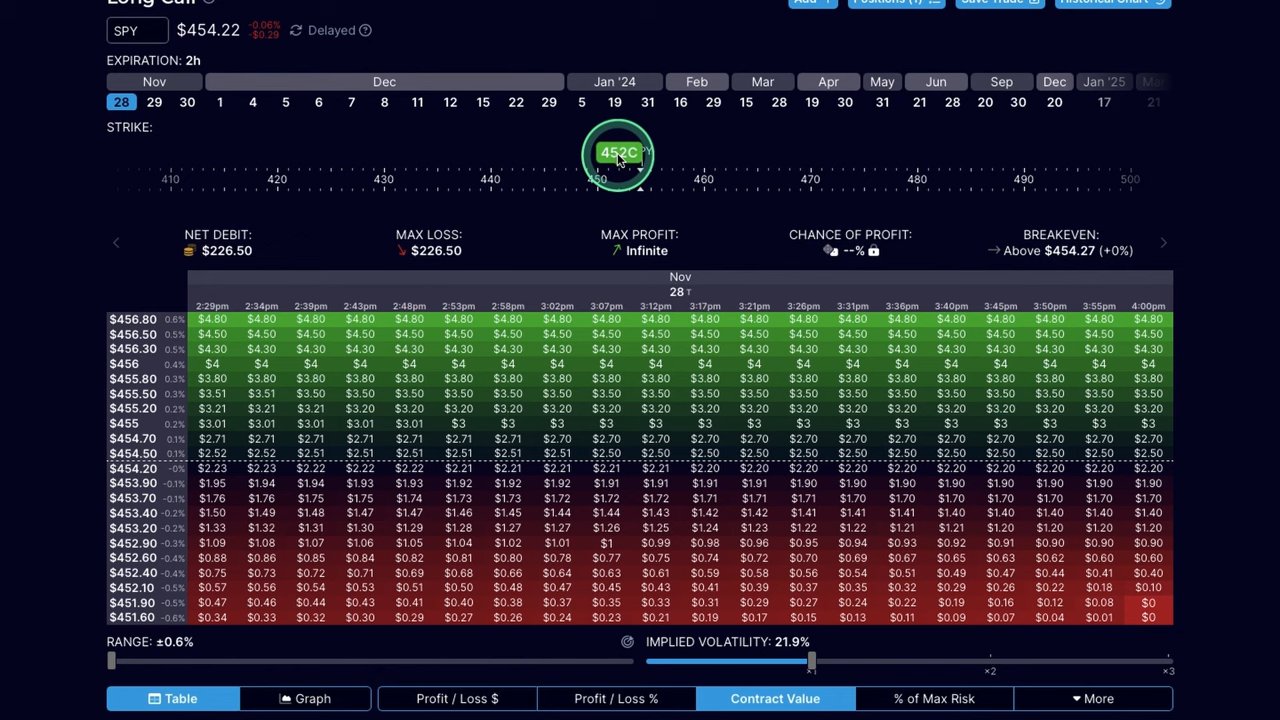 Long Call
Add +
Positions (1)
Save Trade
Historical Chart
SPY $454.22 -0.06% -$0.29 Delayed
EXPIRATION: 2h
Nov Dec Jan '24 Feb Mar Apr May Jun Sep Dec Jan '25
28 29 30 1 4 5 6 7 8 11 12 15 22 29 5 19 31 16 29 15 28 19 30 31 21 28 20 30 20 17 21
STRIKE:
452C
410 420 430 440 450 460 470 480 490 500
NET DEBIT: MAX LOSS: MAX PROFIT: CHANCE OF PROFIT: BREAKEVEN:
$226.50 $226.50 Infinite --% Above $454.27 (+0%)
Nov
28 T
2:29pm 2:34pm 2:39pm 2:43pm 2:48pm 2:53pm 2:58pm 3:02pm 3:07pm 3:12pm 3:17pm 3:21pm 3:26pm 3:31pm 3:36pm 3:40pm 3:45pm 3:50pm 3:55pm 4:00pm
$456.80 0.6% $4.80 $4.80 $4.80 $4.80 $4.80 $4.80 $4.80 $4.80 $4.80 $4.80 $4.80 $4.80 $4.80 $4.80 $4.80 $4.80 $4.80 $4.80 $4.80 $4.80
$456.50 0.5% $4.50 $4.50 $4.50 $4.50 $4.50 $4.50 $4.50 $4.50 $4.50 $4.50 $4.50 $4.50 $4.50 $4.50 $4.50 $4.50 $4.50 $4.50 $4.50 $4.50
$456.30 0.5% $4.30 $4.30 $4.30 $4.30 $4.30 $4.30 $4.30 $4.30 $4.30 $4.30 $4.30 $4.30 $4.30 $4.30 $4.30 $4.30 $4.30 $4.30 $4.30 $4.30
$456 0.4% $4 $4 $4 $4 $4 $4 $4 $4 $4 $4 $4 $4 $4 $4 $4 $4 $4 $4 $4 $4
$455.80 0.3% $3.80 $3.80 $3.80 $3.80 $3.80 $3.80 $3.80 $3.80 $3.80 $3.80 $3.80 $3.80 $3.80 $3.80 $3.80 $3.80 $3.80 $3.80 $3.80 $3.80
$455.50 0.3% $3.51 $3.51 $3.50 $3.50 $3.50 $3.50 $3.50 $3.50 $3.50 $3.50 $3.50 $3.50 $3.50 $3.50 $3.50 $3.50 $3.50 $3.50 $3.50 $3.50
$455.20 0.2% $3.21 $3.21 $3.21 $3.20 $3.20 $3.20 $3.20 $3.20 $3.20 $3.20 $3.20 $3.20 $3.20 $3.20 $3.20 $3.20 $3.20 $3.20 $3.20 $3.20
$455 0.2% $3.01 $3.01 $3.01 $3.01 $3.01 $3 $3 $3 $3 $3 $3 $3 $3 $3 $3 $3 $3 $3 $3 $3
$454.70 0.1% $2.71 $2.71 $2.71 $2.71 $2.71 $2.71 $2.71 $2.71 $2.70 $2.70 $2.70 $2.70 $2.70 $2.70 $2.70 $2.70 $2.70 $2.70 $2.70 $2.70
$454.50 0.1% $2.52 $2.52 $2.51 $2.51 $2.51 $2.51 $2.51 $2.51 $2.50 $2.50 $2.50 $2.50 $2.50 $2.50 $2.50 $2.50 $2.50 $2.50 $2.50 $2.50
$454.20 -0% $2.23 $2.23 $2.22 $2.22 $2.22 $2.21 $2.21 $2.21 $2.21 $2.21 $2.20 $2.20 $2.20 $2.20 $2.20 $2.20 $2.20 $2.20 $2.20 $2.20
$453.90 -0.1% $1.95 $1.94 $1.94 $1.93 $1.93 $1.92 $1.92 $1.92 $1.91 $1.91 $1.91 $1.91 $1.90 $1.90 $1.90 $1.90 $1.90 $1.90 $1.90 $1.90
$453.70 -0.1% $1.76 $1.76 $1.75 $1.75 $1.74 $1.73 $1.73 $1.72 $1.72 $1.71 $1.71 $1.71 $1.71 $1.70 $1.70 $1.70 $1.70 $1.70 $1.70 $1.70
$453.40 -0.2% $1.50 $1.49 $1.48 $1.47 $1.47 $1.46 $1.45 $1.44 $1.44 $1.43 $1.42 $1.42 $1.41 $1.41 $1.41 $1.40 $1.40 $1.40 $1.40 $1.40
$453.20 -0.2% $1.33 $1.32 $1.31 $1.30 $1.29 $1.28 $1.27 $1.27 $1.26 $1.25 $1.24 $1.23 $1.22 $1.22 $1.21 $1.21 $1.20 $1.20 $1.20 $1.20
$452.90 -0.3% $1.09 $1.08 $1.07 $1.06 $1.05 $1.04 $1.02 $1.01 $1 $0.99 $0.98 $0.96 $0.95 $0.94 $0.93 $0.92 $0.91 $0.90 $0.90 $0.90
$452.60 -0.4% $0.88 $0.86 $0.85 $0.84 $0.82 $0.81 $0.80 $0.78 $0.77 $0.75 $0.74 $0.72 $0.70 $0.69 $0.67 $0.65 $0.63 $0.62 $0.60 $0.60
$452.40 -0.4% $0.75 $0.73 $0.72 $0.71 $0.69 $0.68 $0.66 $0.64 $0.63 $0.61 $0.59 $0.58 $0.56 $0.54 $0.51 $0.49 $0.47 $0.44 $0.41 $0.40
$452.10 -0.5% $0.57 $0.56 $0.54 $0.53 $0.51 $0.50 $0.48 $0.47 $0.45 $0.43 $0.41 $0.39 $0.37 $0.35 $0.32 $0.29 $0.26 $0.22 $0.18 $0.10
$451.90 -0.5% $0.47 $0.46 $0.44 $0.43 $0.41 $0.40 $0.38 $0.37 $0.35 $0.33 $0.31 $0.29 $0.27 $0.24 $0.22 $0.19 $0.16 $0.12 $0.08 $0
$451.60 -0.6% $0.34 $0.33 $0.32 $0.30 $0.29 $0.27 $0.26 $0.24 $0.23 $0.21 $0.19 $0.17 $0.15 $0.13 $0.11 $0.09 $0.07 $0.04 $0.01 $0
RANGE: ±0.6% IMPLIED VOLATILITY: 21.9%
×1 ×2 ×3
Table Graph Profit / Loss $ Profit / Loss % Contract Value % of Max Risk More